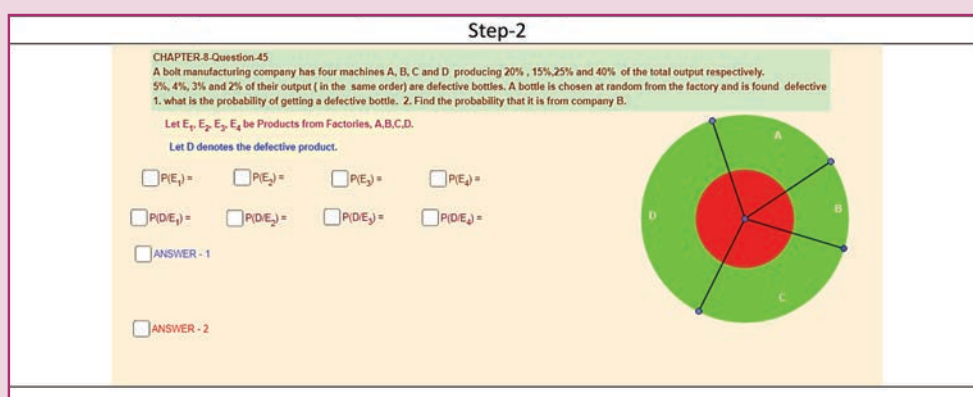 Step-2
CHAPTER-8-Question-45
A bolt manufacturing company has four machines A, B, C and D producing 20% , 15%,25% and 40% of the total output respectively.
5%, 4%, 3% and 2% of their output ( in the same order) are defective bottles. A bottle is chosen at random from the factory and is found defective
1. what is the probability of getting a defective bottle. 2. Find the probability that it is from company B.
Let E₁, E₂, E₃, E₄ be Products from Factories, A,B,C,D.
Let D denotes the defective product.
P(E₁) = P(E₂) = P(E₃) = P(E₄) =
P(D/E₁) = P(D/E₂) = P(D/E₃) = P(D/E₄) =
ANSWER - 1
ANSWER - 2
A
B
D
C